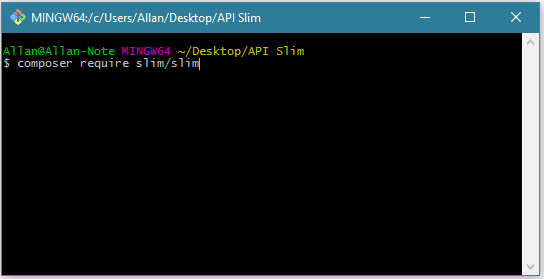 MINGW64:/c/Users/Allan/Desktop/API Slim
Allan@Allan-Note MINGW64 ~/Desktop/API Slim
$ composer require slim/slim